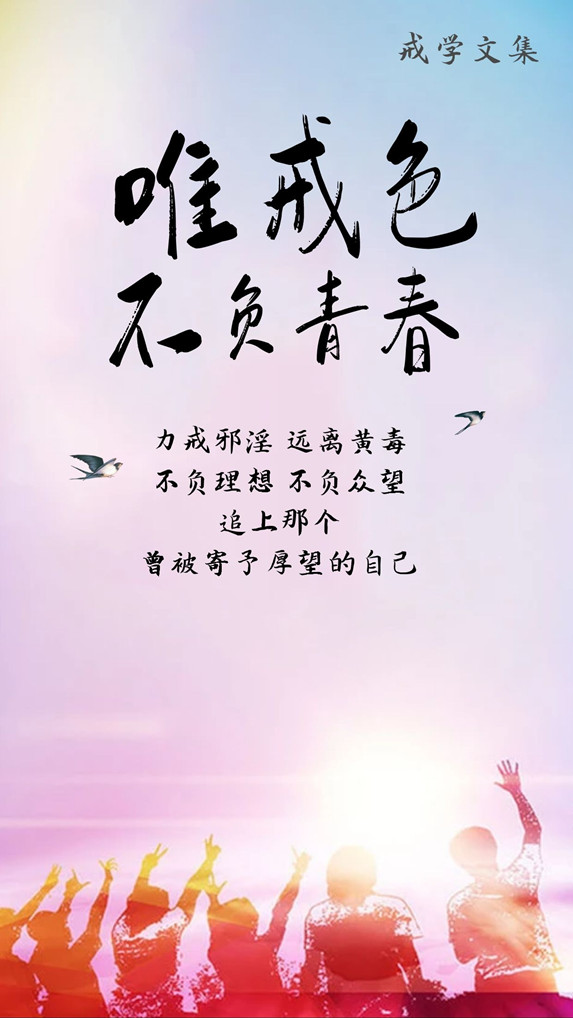 戒学文集
唯戒色
不负青春
力戒邪淫 远离黄毒
不负理想 不负众望
追上那个
曾被寄予厚望的自己